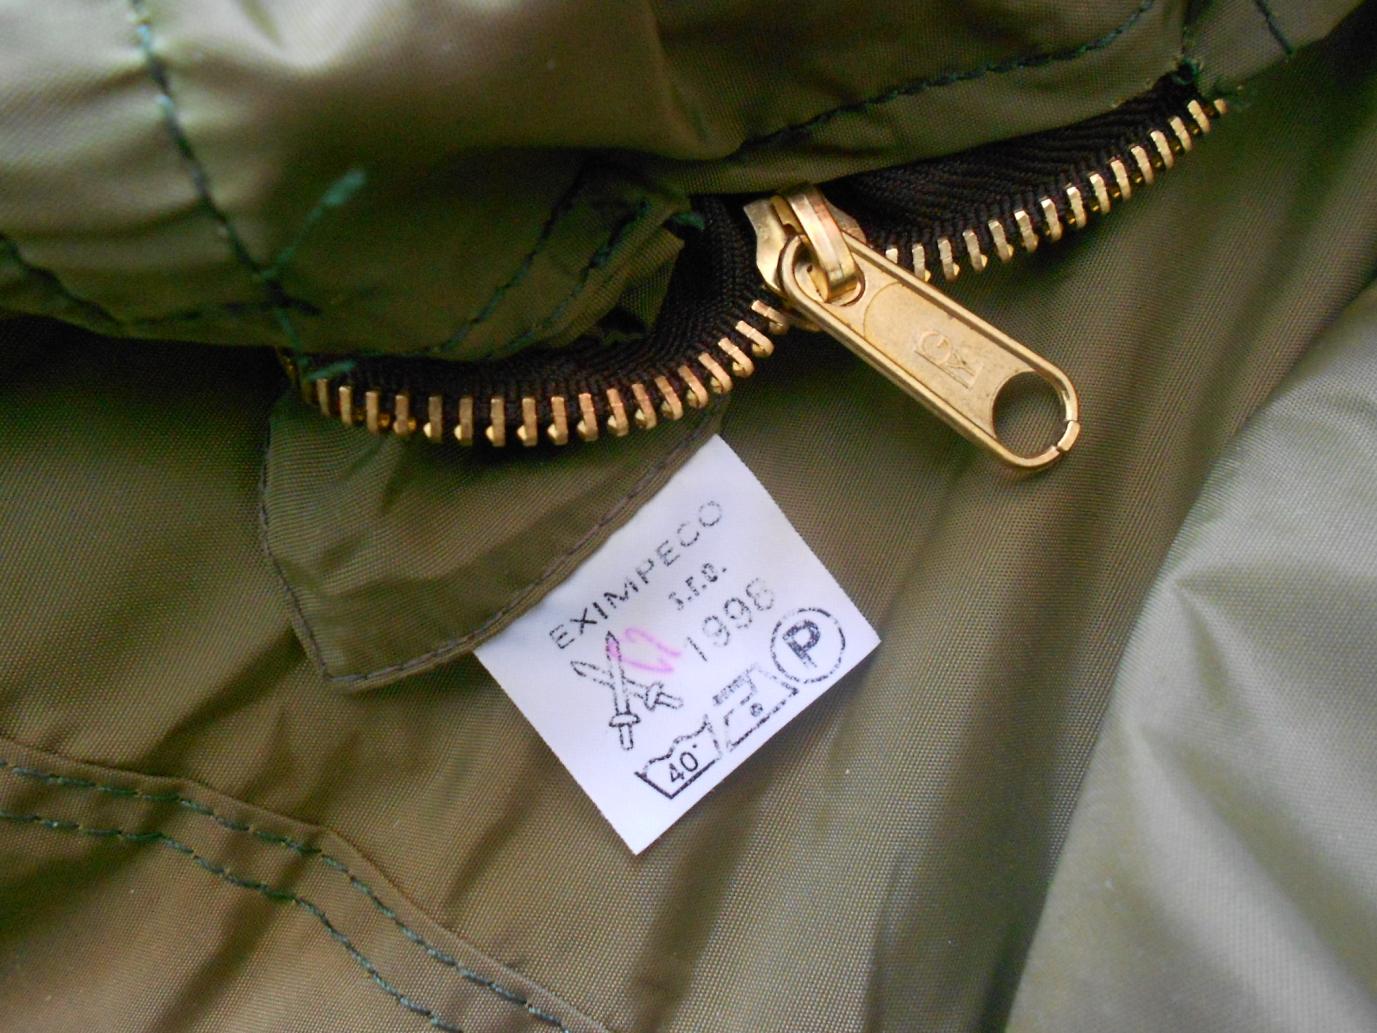 EXIMPECO
s.r.o.
1998
P
40°